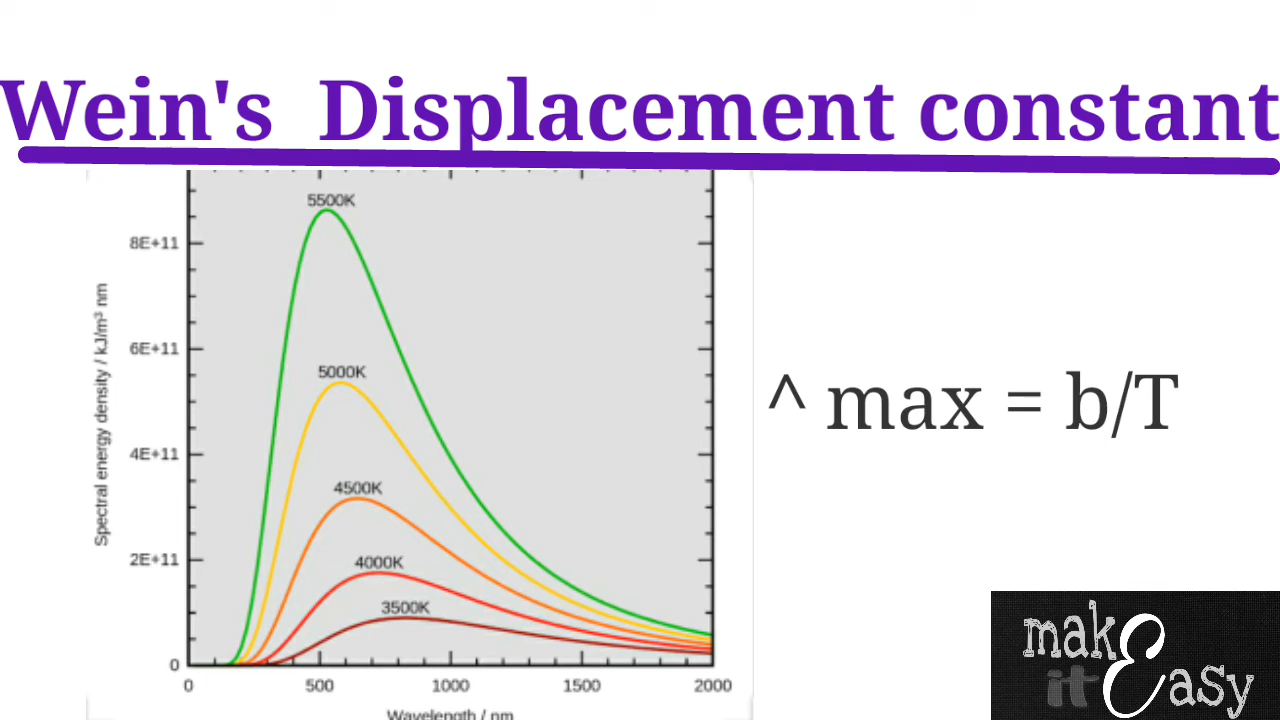 Wein's Displacement constant
5500K
8E+11
6E+11
5000K
^ max = b/T
4E+11
4500K
2E+11
4000K
3500K
0
0 500 1000 1500 2000
Spectral energy density / kJ/m³ nm
Wavelength / nm
makE
it Easy